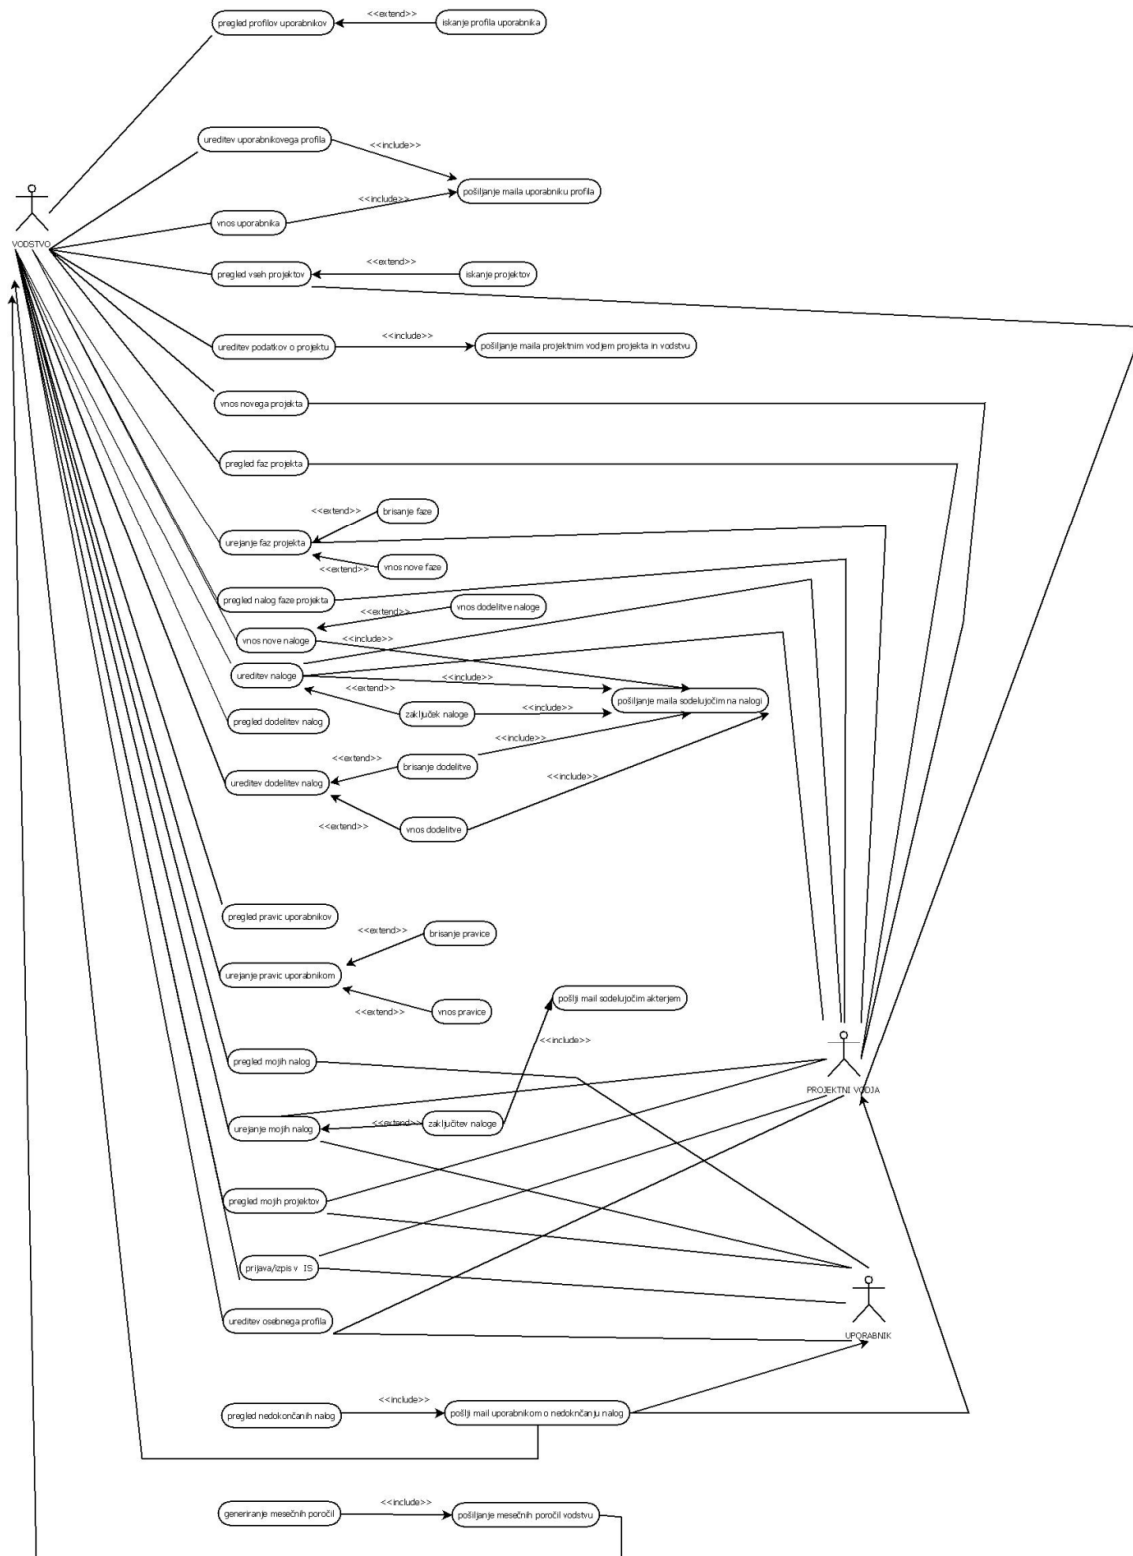 <<extend>>
pregled profilov uporabnikov
iskanje profila uporabnika
ureditev uporabnikovega profila
<<include>>
pošiljanje maila uporabniku profila
<<include>>
vnos uporabnika
VODSTVO
<<extend>>
pregled vseh projektov
iskanje projektov
<<include>>
ureditev podatkov o projektu
pošiljanje maila projektnim vodjem projekta in vodstvu
vnos novega projekta
pregled faz projekta
<<extend>>
brisanje faze
urejanje faz projekta
<<extend>>
vnos nove faze
pregled nalog faze projekta
<<extend>>
vnos dodelitve naloge
vnos nove naloge
<<include>>
ureditev naloge
<<include>>
<<extend>>
pošiljanje maila sodelujočim na nalogi
zaključek naloge
<<include>>
pregled dodelitev nalog
<<include>>
<<extend>>
brisanje dodelitve
ureditev dodelitev nalog
<<include>>
<<extend>>
vnos dodelitve
pregled pravic uporabnikov
<<extend>>
brisanje pravice
urejanje pravic uporabnikom
<<extend>>
vnos pravice
pošlji mail sodelujočim akterjem
<<include>>
pregled mojih nalog
PROJEKTNI VODJA
urejanje mojih nalog
<<extend>>
zaključitev naloge
pregled mojih projektov
prijava/izpis v IS
ureditev osebnega profila
UPORABNIK
<<include>>
pregled nedokončanih nalog
pošlji mail uporabnikom o nedoknčanju nalog
<<include>>
generiranje mesečnih poročil
pošiljanje mesečnih poročil vodstvu